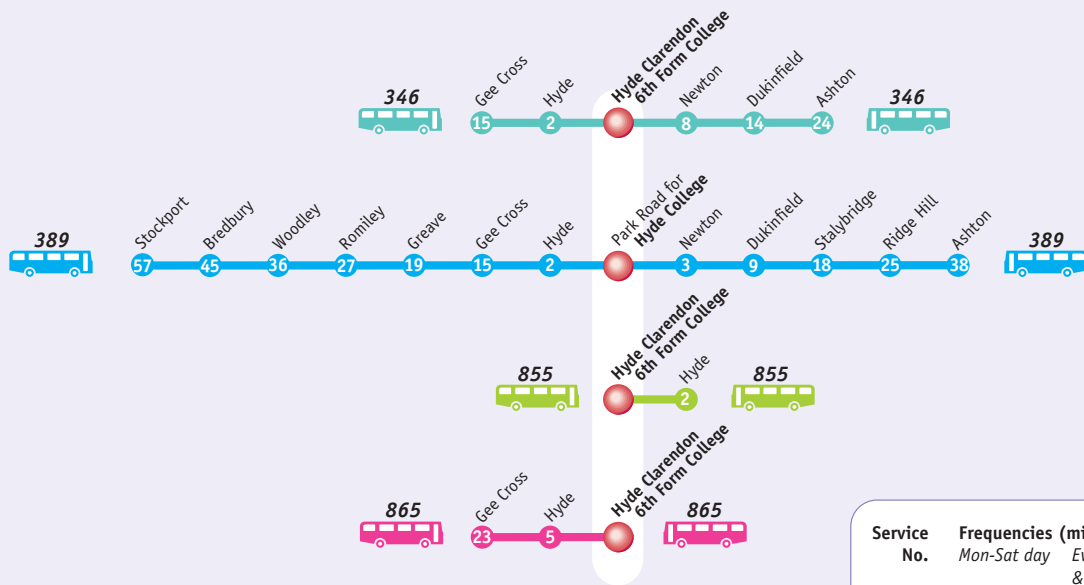 346
Gee Cross
Hyde
Hyde Clarendon
6th Form College
Newton
Dukinfield
Ashton
346
15
2
8
14
24
389
Stockport
Bredbury
Woodley
Romiley
Greave
Gee Cross
Hyde
Park Road for
Hyde College
Newton
Dukinfield
Stalybridge
Ridge Hill
Ashton
389
57
45
36
27
19
15
2
3
9
18
25
38
855
Hyde Clarendon
6th Form College
Hyde
855
2
865
Gee Cross
Hyde
Hyde Clarendon
6th Form College
865
23
5
Service Frequencies
No. Mon-Sat day
&